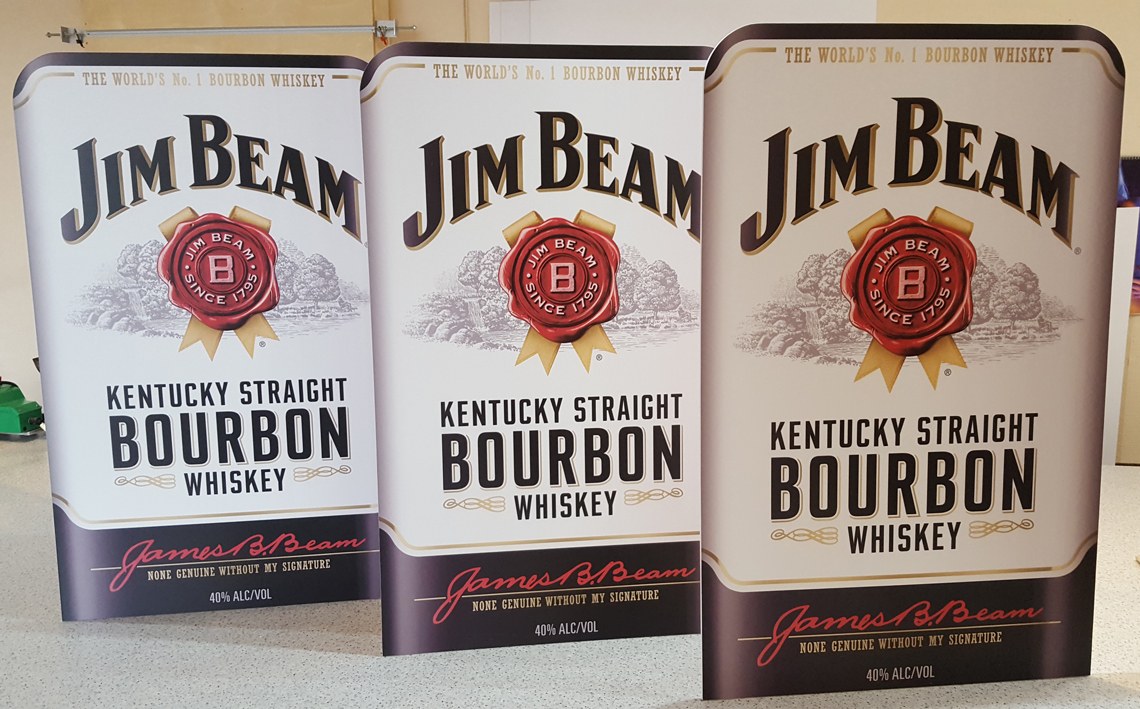 THE WORLD'S No. 1 BOURBON WHISKEY
JIM BEAM
®
JIM BEAM
B
SINCE 1795
®
KENTUCKY STRAIGHT
BOURBON
WHISKEY
James B. Beam
NONE GENUINE WITHOUT MY SIGNATURE
40% ALC/VOL
THE WORLD'S No. 1 BOURBON WHISKEY
JIM BEAM
JIM BEAM
B
SINCE 1795
®
KENTUCKY STRAIGHT
BOURBON
WHISKEY
James B. Beam
NONE GENUINE WITHOUT MY SIGNATURE
40% ALC/VOL
THE WORLD'S No. 1 BOURBON WHISKEY
JIM BEAM
®
JIM BEAM
B
SINCE 1795
®
KENTUCKY STRAIGHT
BOURBON
WHISKEY
James B. Beam
NONE GENUINE WITHOUT MY SIGNATURE
40% ALC/VOL